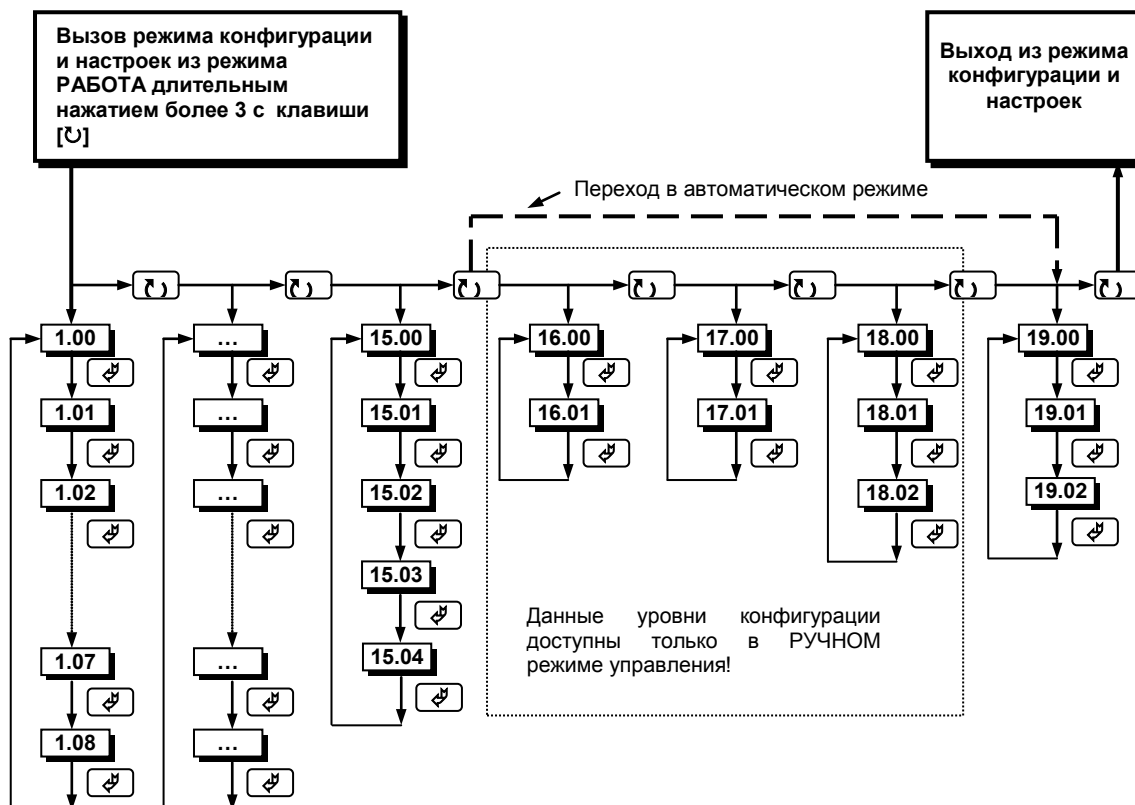 Вызов режима конфигурации
и настроек из режима
РАБОТА длительным
нажатием более 3 с клавиши
[↻]
Выход из режима
конфигурации и
настроек
Переход в автоматическом режиме
1.00
1.01
1.02
1.07
1.08
...
...
...
...
...
15.00
15.01
15.02
15.03
15.04
16.00
16.01
17.00
17.01
18.00
18.01
18.02
19.00
19.01
19.02
Данные уровни конфигурации
доступны только в РУЧНОМ
режиме управления!